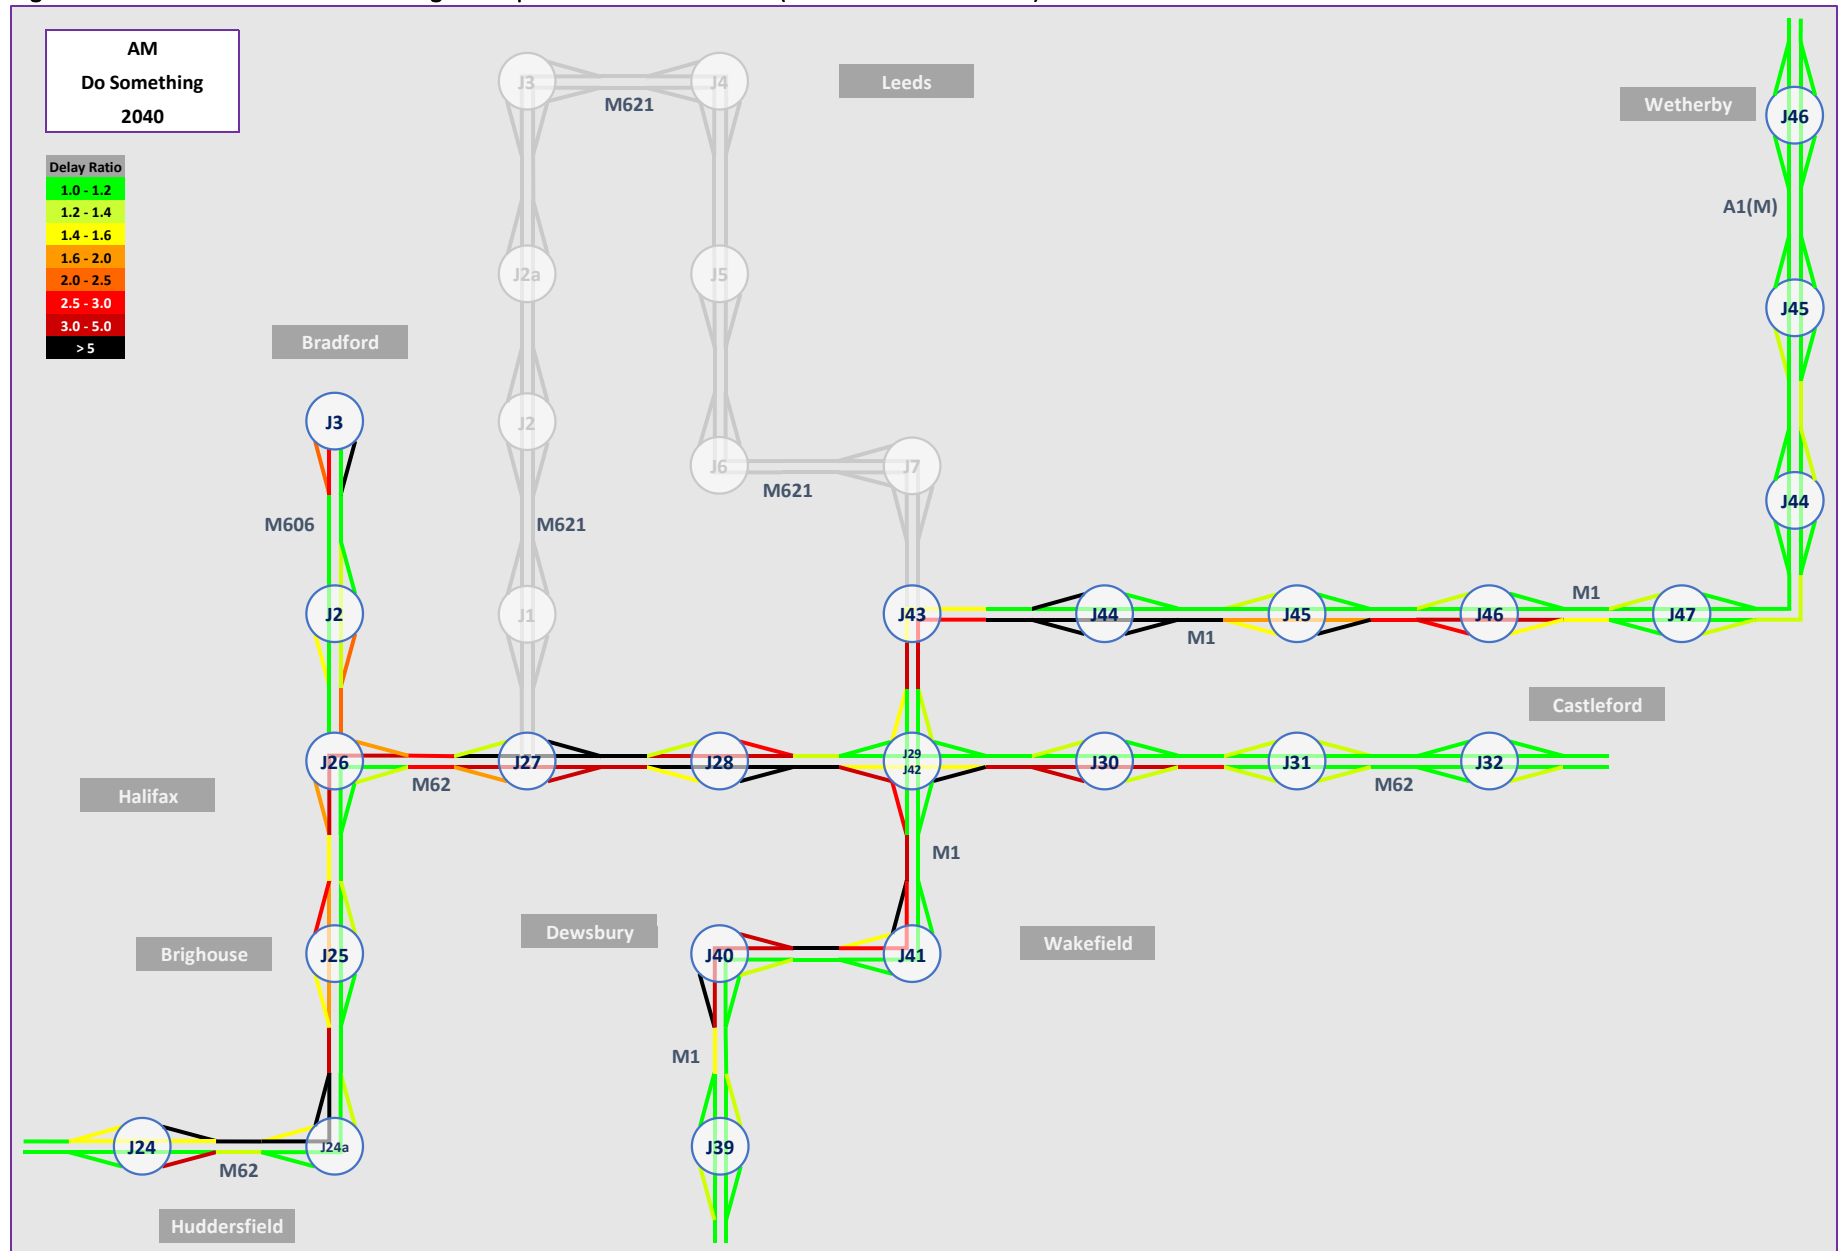 AM
Do Something
2040
Delay Ratio
1.0 - 1.2
1.2 - 1.4
1.4 - 1.6
1.6 - 2.0
2.0 - 2.5
2.5 - 3.0
3.0 - 5.0
> 5
J3
J4
M621
Leeds
Wetherby
J46
A1(M)
J2a
J5
J45
Bradford
J3
J2
J6
J7
M621
J44
M606
M621
J2
J1
J43
J44
M1
J45
J46
M1
J47
Castleford
J26
M62
J27
J28
J29
J42
J30
J31
M62
J32
Halifax
M1
Brighouse
J25
Dewsbury
J40
J41
Wakefield
M1
J24
M62
J24a
J39
Huddersfield